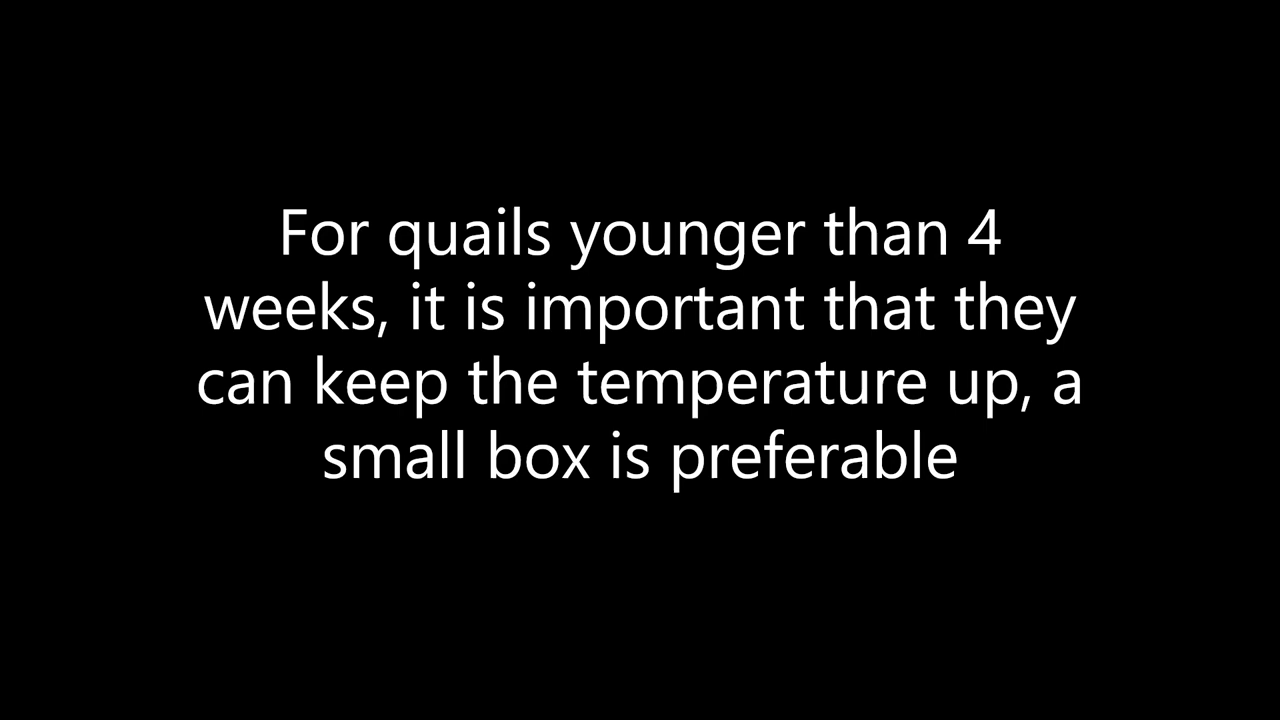 For quails younger than 4
weeks, it is important that they
can keep the temperature up, a
small box is preferable